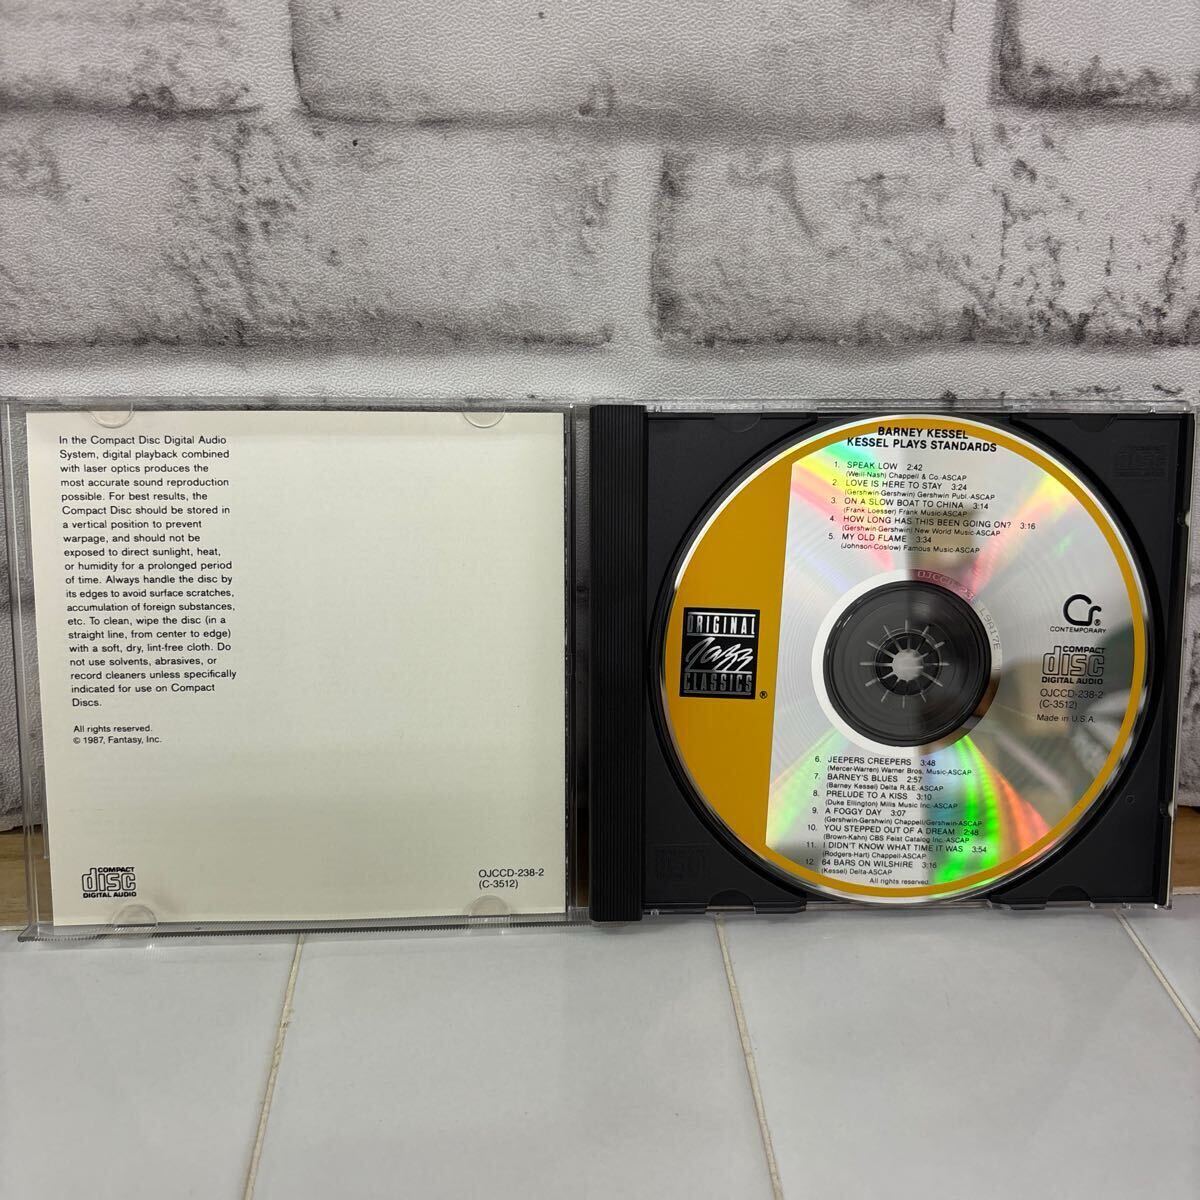 In the Compact Disc Digital Audio
System, digital playback combined
with laser optics produces the
most accurate sound reproduction
possible. For best results, the
Compact Disc should be stored in
a vertical position to prevent
warpage, and should not be
exposed to direct sunlight, heat,
or humidity for a prolonged period
of time. Always handle the disc by
its edges to avoid surface scratches,
accumulation of foreign substances,
etc. To clean, wipe the disc (in a
straight line, from center to edge)
with a soft, dry, lint-free cloth. Do
not use solvents, abrasives, or
record cleaners unless specifically
indicated for use on Compact
Discs.
All rights reserved.
© 1987, Fantasy, Inc.
COMPACT
disc
DIGITAL AUDIO
OJCCD-238-2
(C-3512)
BARNEY KESSEL
KESSEL PLAYS STANDARDS
1. SPEAK LOW 2:42
(Weill-Nash) Chappell & Co.-ASCAP
2. LOVE IS HERE TO STAY 3:24
(Gershwin-Gershwin) Gershwin Publ.-ASCAP
3. ON A SLOW BOAT TO CHINA 3:14
(Frank Loesser) Frank Music-ASCAP
4. HOW LONG HAS THIS BEEN GOING ON? 3:16
(Gershwin-Gershwin) New World Music-ASCAP
5. MY OLD FLAME 3:34
(Johnson-Coslow) Famous Music-ASCAP
ORIGINAL
Jazz
CLASSICS
®
Cr
CONTEMPORARY
COMPACT
disc
DIGITAL AUDIO
OJCCD-238-2
(C-3512)
Made in U.S.A.
6. JEEPERS CREEPERS 3:48
(Mercer-Warren) Warner Bros. Music-ASCAP
7. BARNEY'S BLUES 2:57
(Barney Kessel) Delta R.&E.-ASCAP
8. PRELUDE TO A KISS 3:10
(Duke Ellington) Mills Music Inc.-ASCAP
9. A FOGGY DAY 3:07
(Gershwin-Gershwin) Chappell/Gershwin-ASCAP
10. YOU STEPPED OUT OF A DREAM 2:48
(Brown-Kahn) CBS Feist Catalog Inc.-ASCAP
11. I DIDN'T KNOW WHAT TIME IT WAS 3:54
(Rodgers-Hart) Chappell-ASCAP
12. 64 BARS ON WILSHIRE 3:16
(Kessel) Delta-ASCAP
All rights reserved.